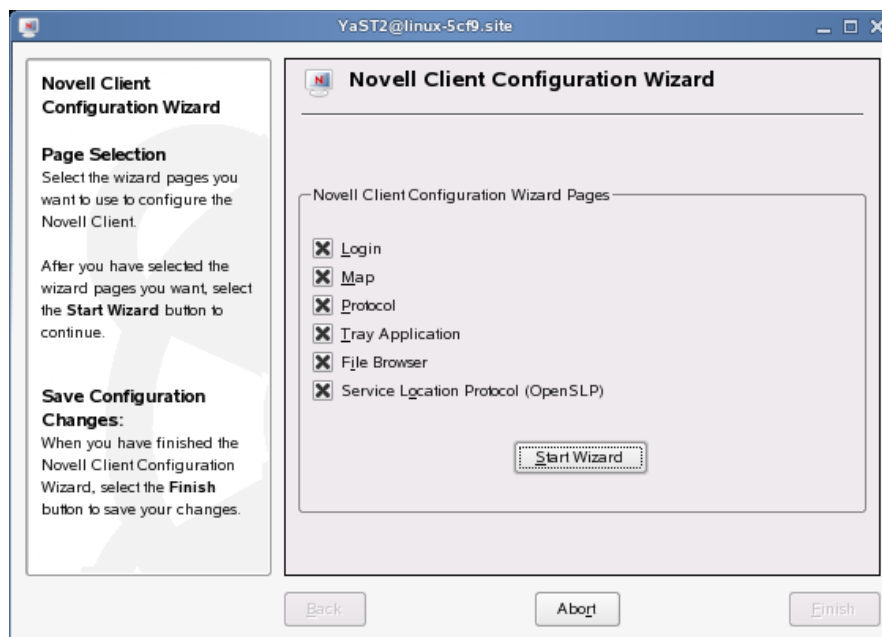 YaST2@linux-5cf9.site
Novell Client
Configuration Wizard
Page Selection
Select the wizard pages you
want to use to configure the
Novell Client.
After you have selected the
wizard pages you want, select
the Start Wizard button to
continue.
Save Configuration
Changes:
When you have finished the
Novell Client Configuration
Wizard, select the Finish
button to save your changes.
N Novell Client Configuration Wizard
Novell Client Configuration Wizard Pages
Login
Map
Protocol
Tray Application
File Browser
Service Location Protocol (OpenSLP)
Start Wizard
Back
Abort
Finish